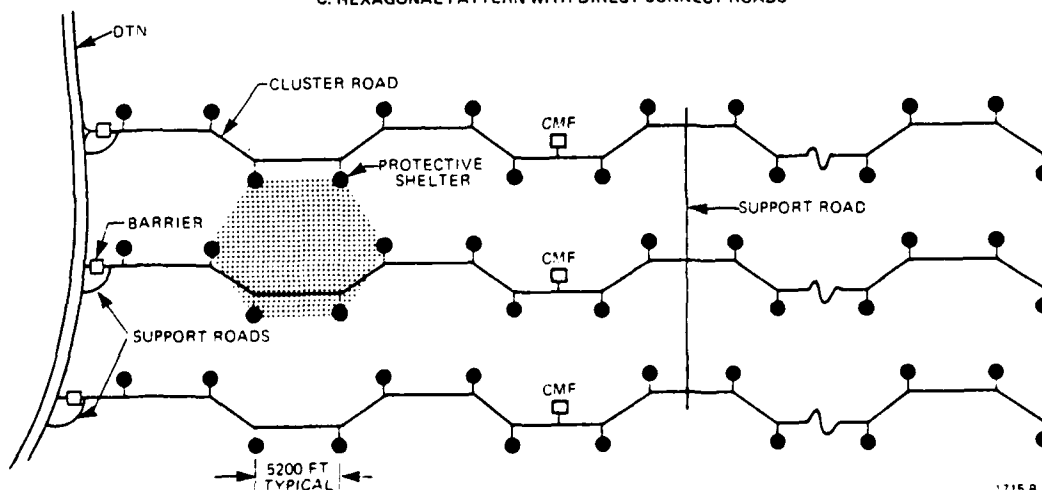 C. HEXAGONAL PATTERN WITH DIRECT CONNECT ROADS
DTN
CLUSTER ROAD
CMF
PROTECTIVE
SHELTER
SUPPORT ROAD
BARRIER
CMF
SUPPORT ROADS
CMF
5200 FT
TYPICAL